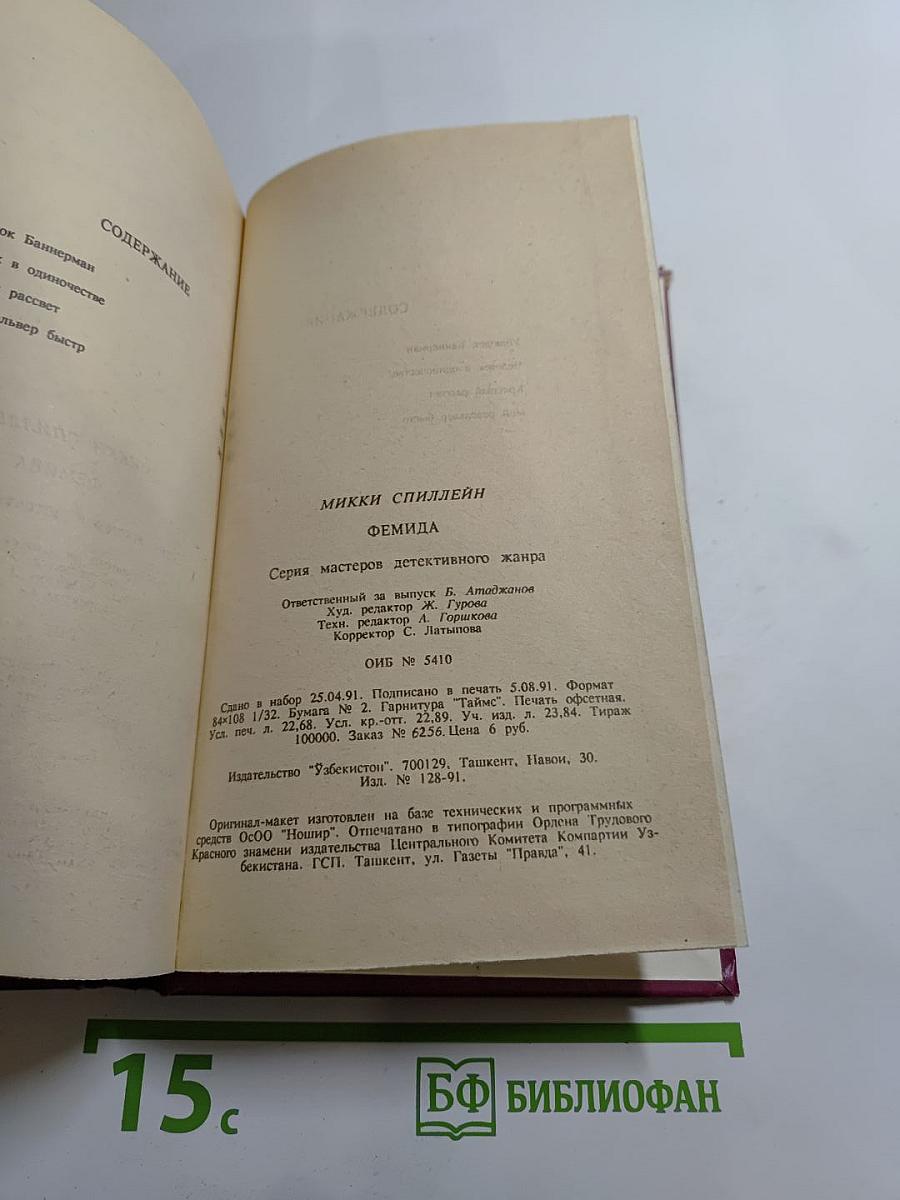 СОДЕРЖАНИЕ
ок Баннерман
в одиночестве
рассвет
львер быстр
МИККИ СПИЛЛЕЙН
ФЕМИДА
Серия мастеров детективного жанра
Ответственный за выпуск Б. Атаджанов
Худ. редактор Ж. Гурова
Техн. редактор А. Горшкова
Корректор С. Латыпова
ОИБ № 5410
Сдано в набор 25.04.91. Подписано в печать 5.08.91. Формат
84×108 1/32. Бумага № 2. Гарнитура "Таймс". Печать офсетная.
Усл. печ. л. 22,68. Усл. кр.-отт. 22,89. Уч. изд. л. 23,84. Тираж
100000. Заказ № 6256. Цена 6 руб.
Издательство "Ўзбекистон". 700129, Ташкент, Навои, 30.
Изд. № 128-91.
Оригинал-макет изготовлен на базе технических и программных
средств ОсОО "Ношир". Отпечатано в типографии Ордена Трудового
Красного знамени издательства Центрального Комитета Компартии Уз-
бекистана. ГСП. Ташкент, ул. Газеты "Правда", 41.
15 с
БФ БИБЛИОФАН